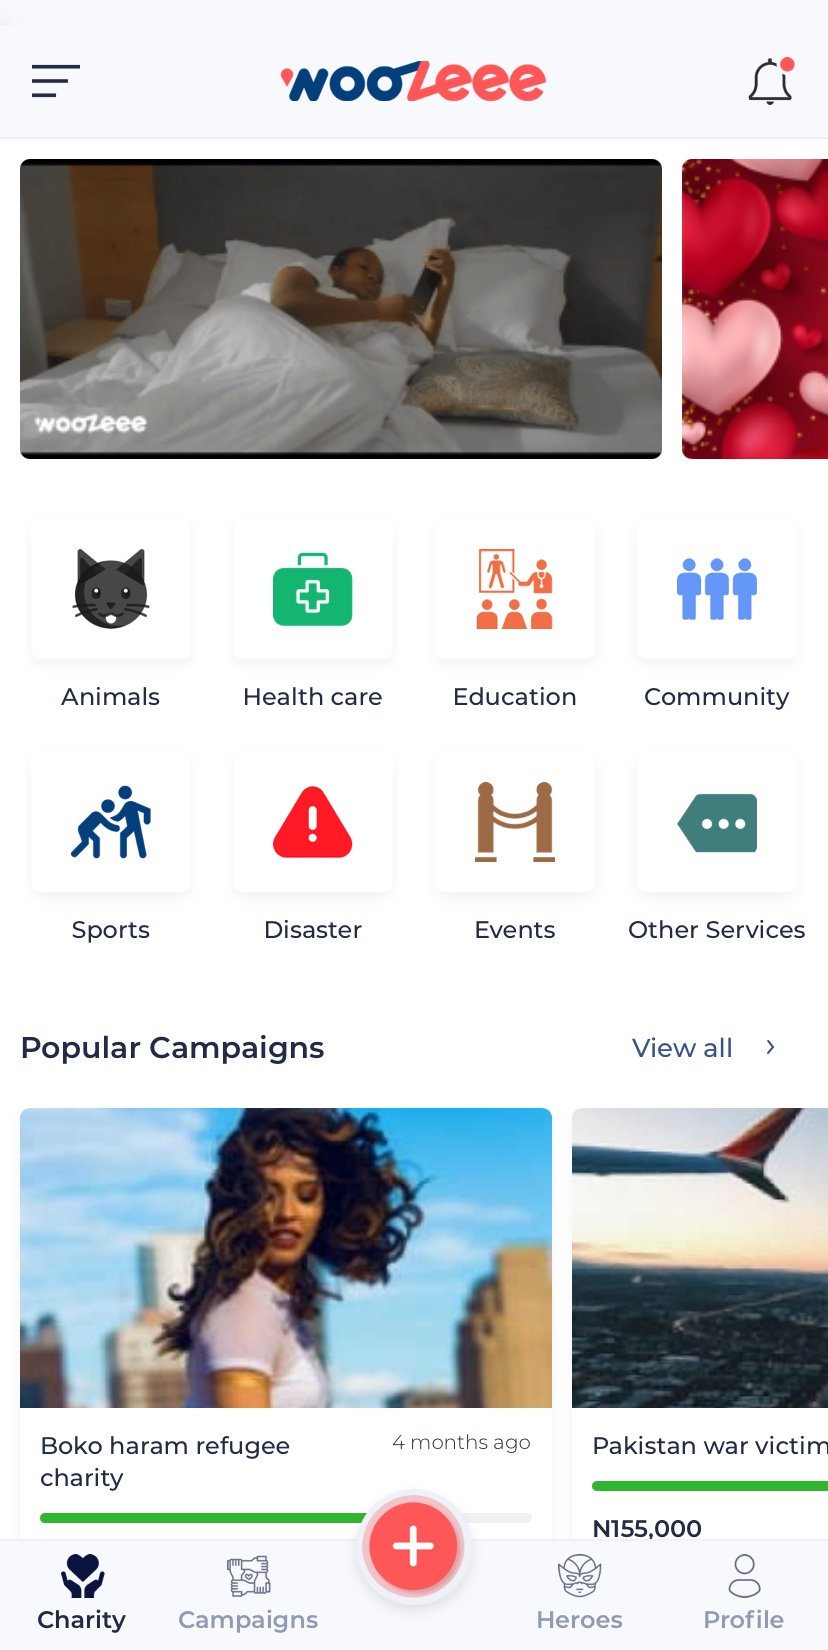 wooZeee
wooZeee
Animals
Health care
Education
Community
Sports
Disaster
Events
Other Services
Popular Campaigns
View all
Boko haram refugee
charity
4 months ago
Pakistan war victim
N155,000
Charity
Campaigns
Heroes
Profile